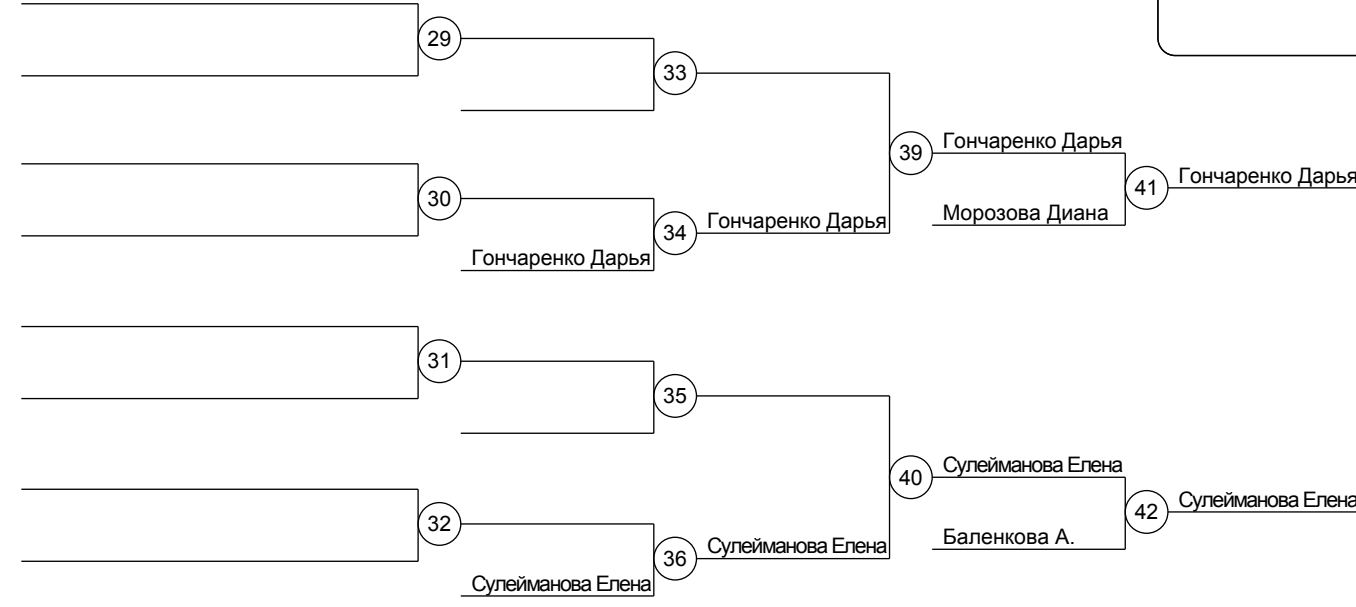 29
33
39
Гончаренко Дарья
41
Гончаренко Дарья
30
Морозова Диана
34
Гончаренко Дарья
Гончаренко Дарья
31
35
40
Сулейманова Елена
42
Сулейманова Елена
32
Баленкова А.
36
Сулейманова Елена
Сулейманова Елена